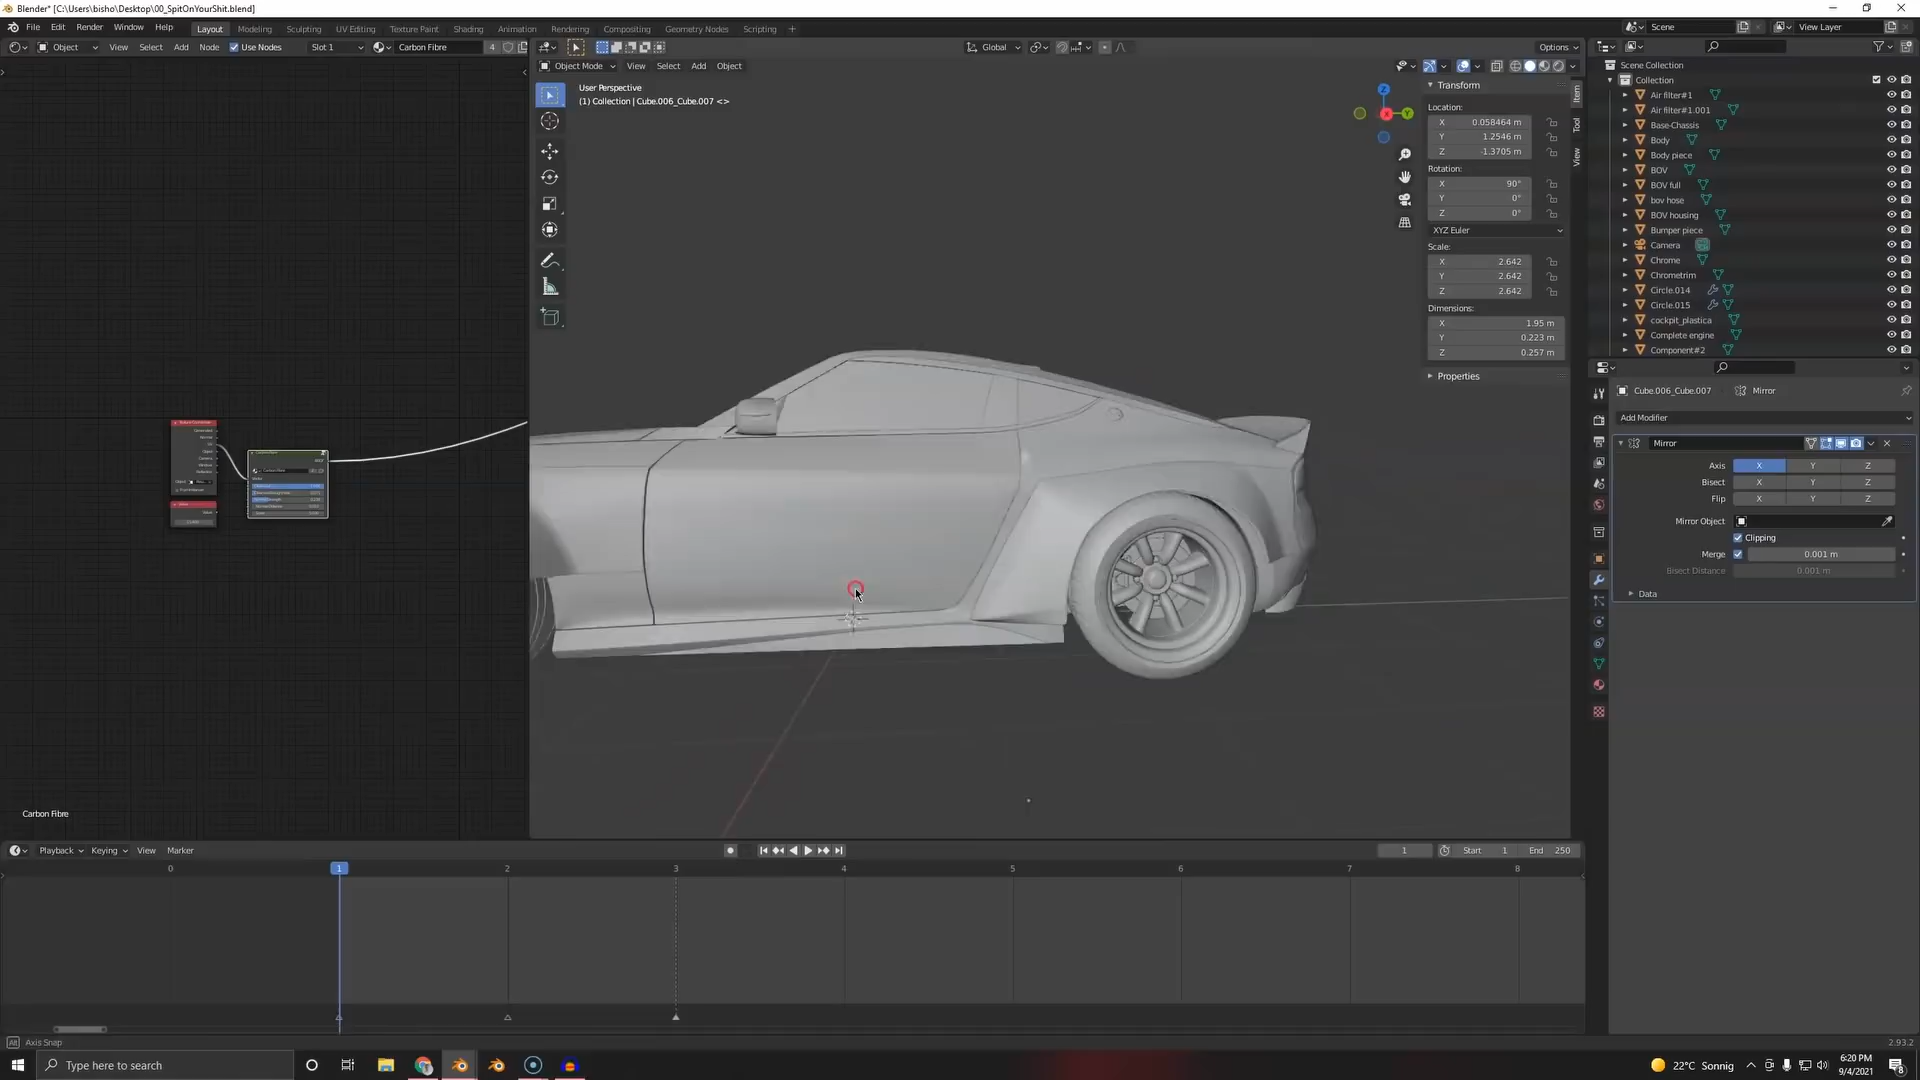 Blender* [C:\Users\bisho\Desktop\00_SpitOnYourShit.blend]
File Edit Render Window Help
Layout Modeling Sculpting UV Editing Texture Paint Shading Animation Rendering Compositing Geometry Nodes Scripting +
Scene
View Layer
Object View Select Add Node Use Nodes Slot 1 Carbon Fibre 4
Global
Options
Object Mode View Select Add Object
User Perspective
(1) Collection | Cube.006_Cube.007 <>
Z
X
Y
Transform
Location:
X 0.058464 m
Y 1.2546 m
Z -1.3705 m
Rotation:
X 90°
Y 0°
Z 0°
XYZ Euler
Scale:
X 2.642
Y 2.642
Z 2.642
Dimensions:
X 1.95 m
Y 0.223 m
Z 0.257 m
Properties
Item
Tool
View
Scene Collection
Collection
Air filter#1
Air filter#1.001
Base-Chassis
Body
Body piece
BOV
BOV full
bov hose
BOV housing
Bumper piece
Camera
Chrome
Chrometrim
Circle.014
Circle.015
cockpit_plastica
Complete engine
Component#2
Cube.006_Cube.007 Mirror
Add Modifier
Mirror
Axis X Y Z
Bisect X Y Z
Flip X Y Z
Mirror Object
Clipping
Merge 0.001 m
Bisect Distance 0.001 m
Data
Carbon Fibre
Playback Keying View Marker
1 Start 1 End 250
0 1 2 3 4 5 6 7 8
Alt Axis Snap
2.93.2
Type here to search
22°C Sonnig
6:20 PM
9/4/2021
8